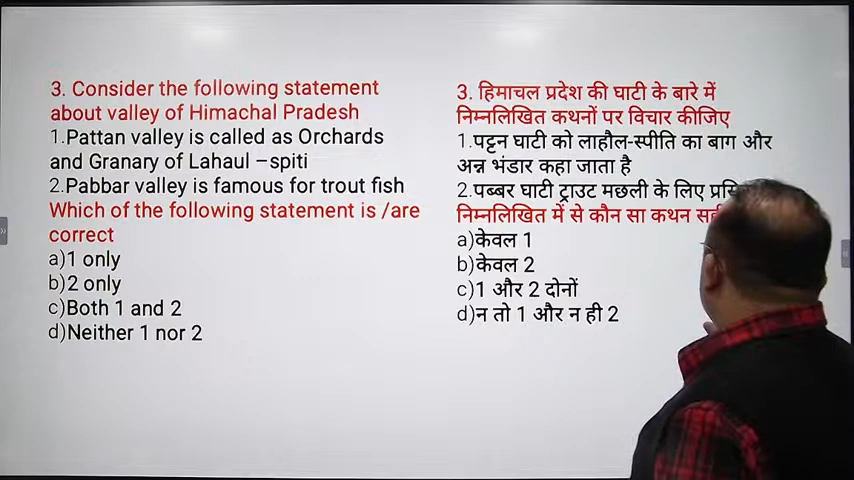 3. Consider the following statement
about valley of Himachal Pradesh
1.Pattan valley is called as Orchards
and Granary of Lahaul –spiti
2.Pabbar valley is famous for trout fish
Which of the following statement is /are
correct
a)1 only
b)2 only
c)Both 1 and 2
d)Neither 1 nor 2
3. हिमाचल प्रदेश की घाटी के बारे में
निम्नलिखित कथनों पर विचार कीजिए
1.पट्टन घाटी को लाहौल-स्पीति का बाग और
अन्न भंडार कहा जाता है
2.पब्बर घाटी ट्राउट मछली के लिए
निम्नलिखित में से कौन सा कथन
a)केवल 1
b)केवल 2
c)1 और 2 दोनों
d)न तो 1 और न ही 2